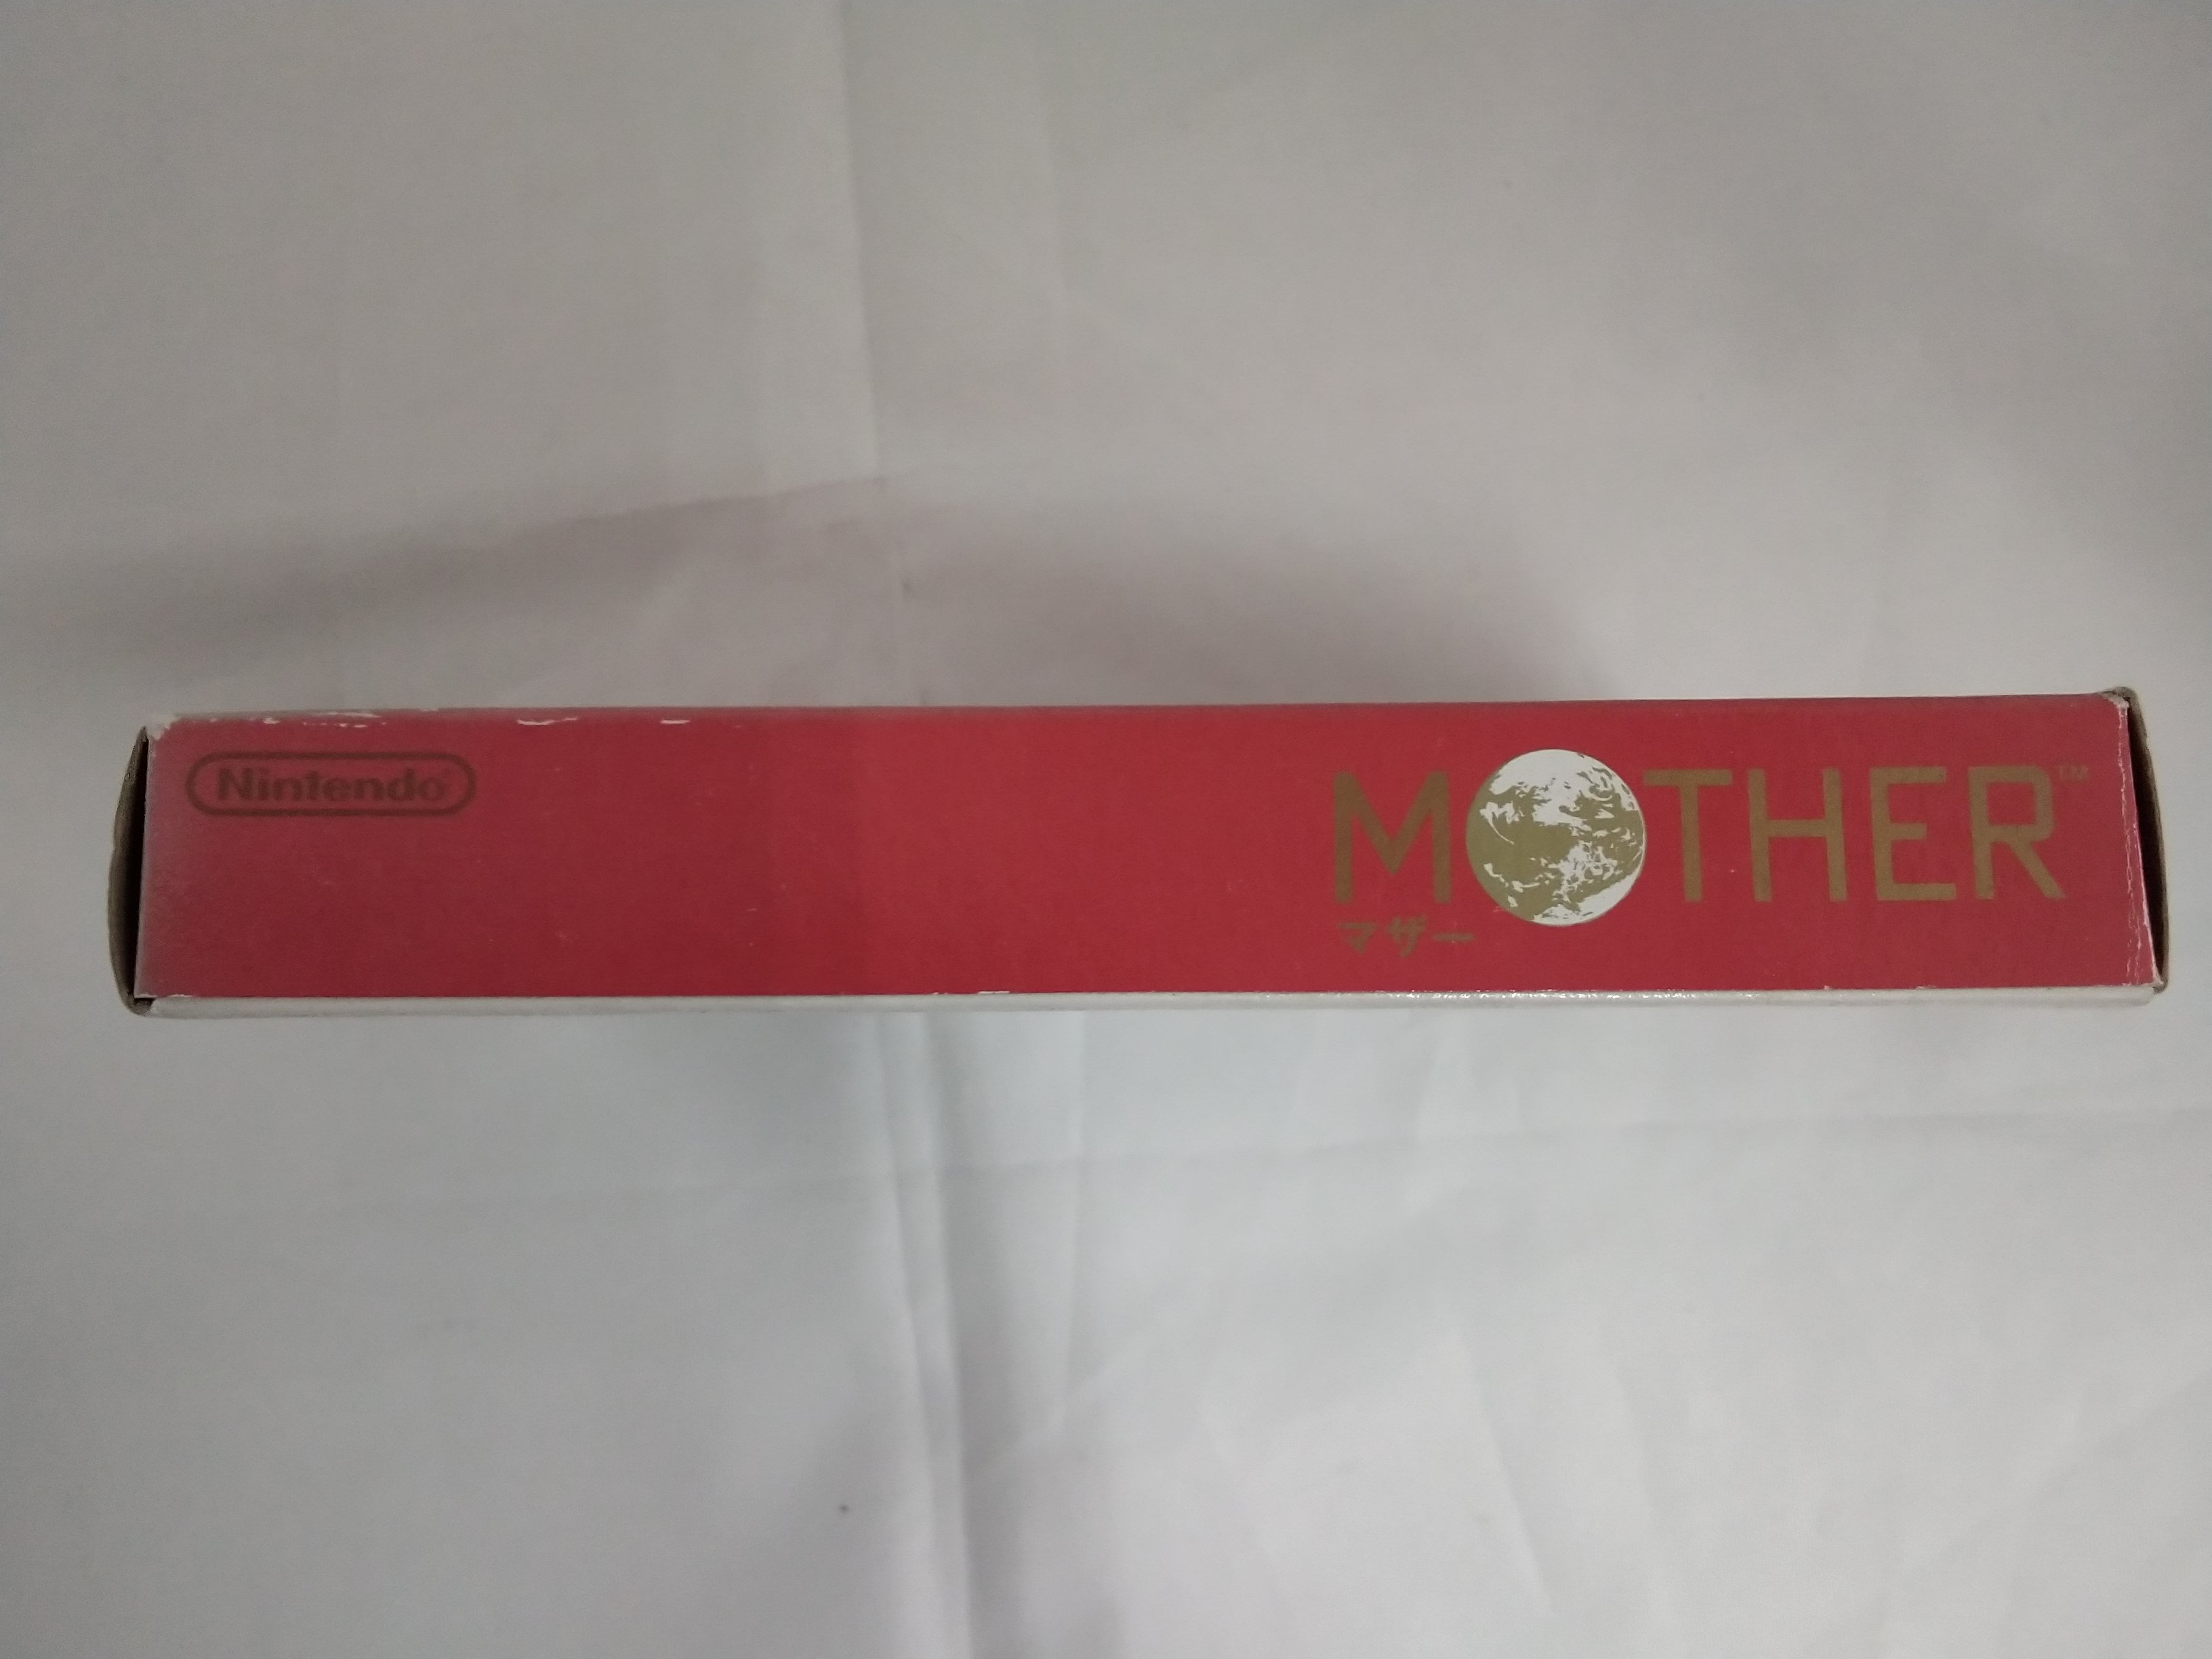 Nintendo®
MOTHER™
マザー